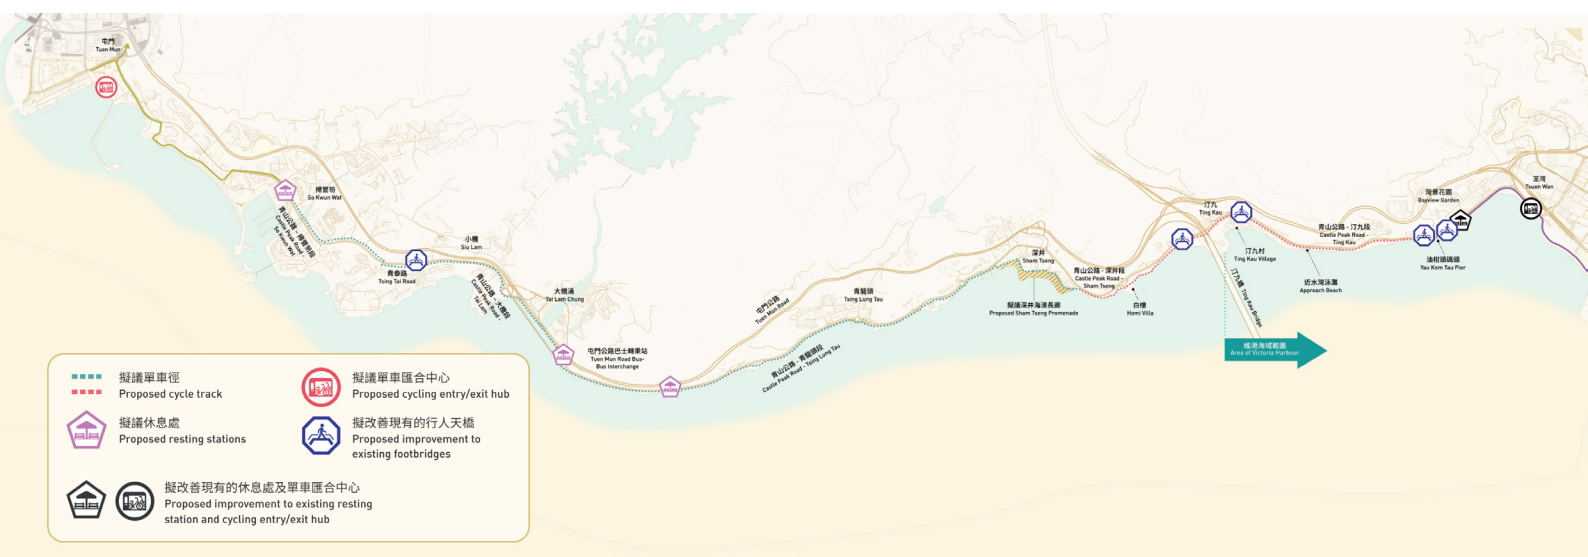 屯門
Tuen Mun
掃管笏
So Kwun Wat
青山公路 - 掃管笏段
Castle Peak Road -
So Kwun Wat
青泰路
Tsing Tai Road
小欖
Siu Lam
青山公路 - 大欖段
Castle Peak Road -
Tai Lam
大欖涌
Tai Lam Chung
屯門公路巴士轉乘站
Tuen Mun Road Bus-
Bus Interchange
屯門公路
Tuen Mun Road
青山公路 - 青龍頭段
Castle Peak Road - Tsing Lung Tau
青龍頭
Tsing Lung Tau
深井
Sham Tseng
擬議深井海濱長廊
Proposed Sham Tseng Promenade
青山公路 - 深井段
Castle Peak Road -
Sham Tseng
白樓
Homi Villa
汀九
Ting Kau
汀九村
Ting Kau Village
汀九橋 Ting Kau Bridge
青山公路 - 汀九段
Castle Peak Road -
Ting Kau
近水灣泳灘
Approach Beach
灣景花園
Bayview Garden
油柑頭碼頭
Yau Kom Tau Pier
荃灣
Tsuen Wan
維港海域範圍
Area of Victoria Harbour
擬議單車徑
Proposed cycle track
擬議單車匯合中心
Proposed cycling entry/exit hub
擬議休息處
Proposed resting stations
擬改善現有的行人天橋
Proposed improvement to
existing footbridges
擬改善現有的休息處及單車匯合中心
Proposed improvement to existing resting
station and cycling entry/exit hub